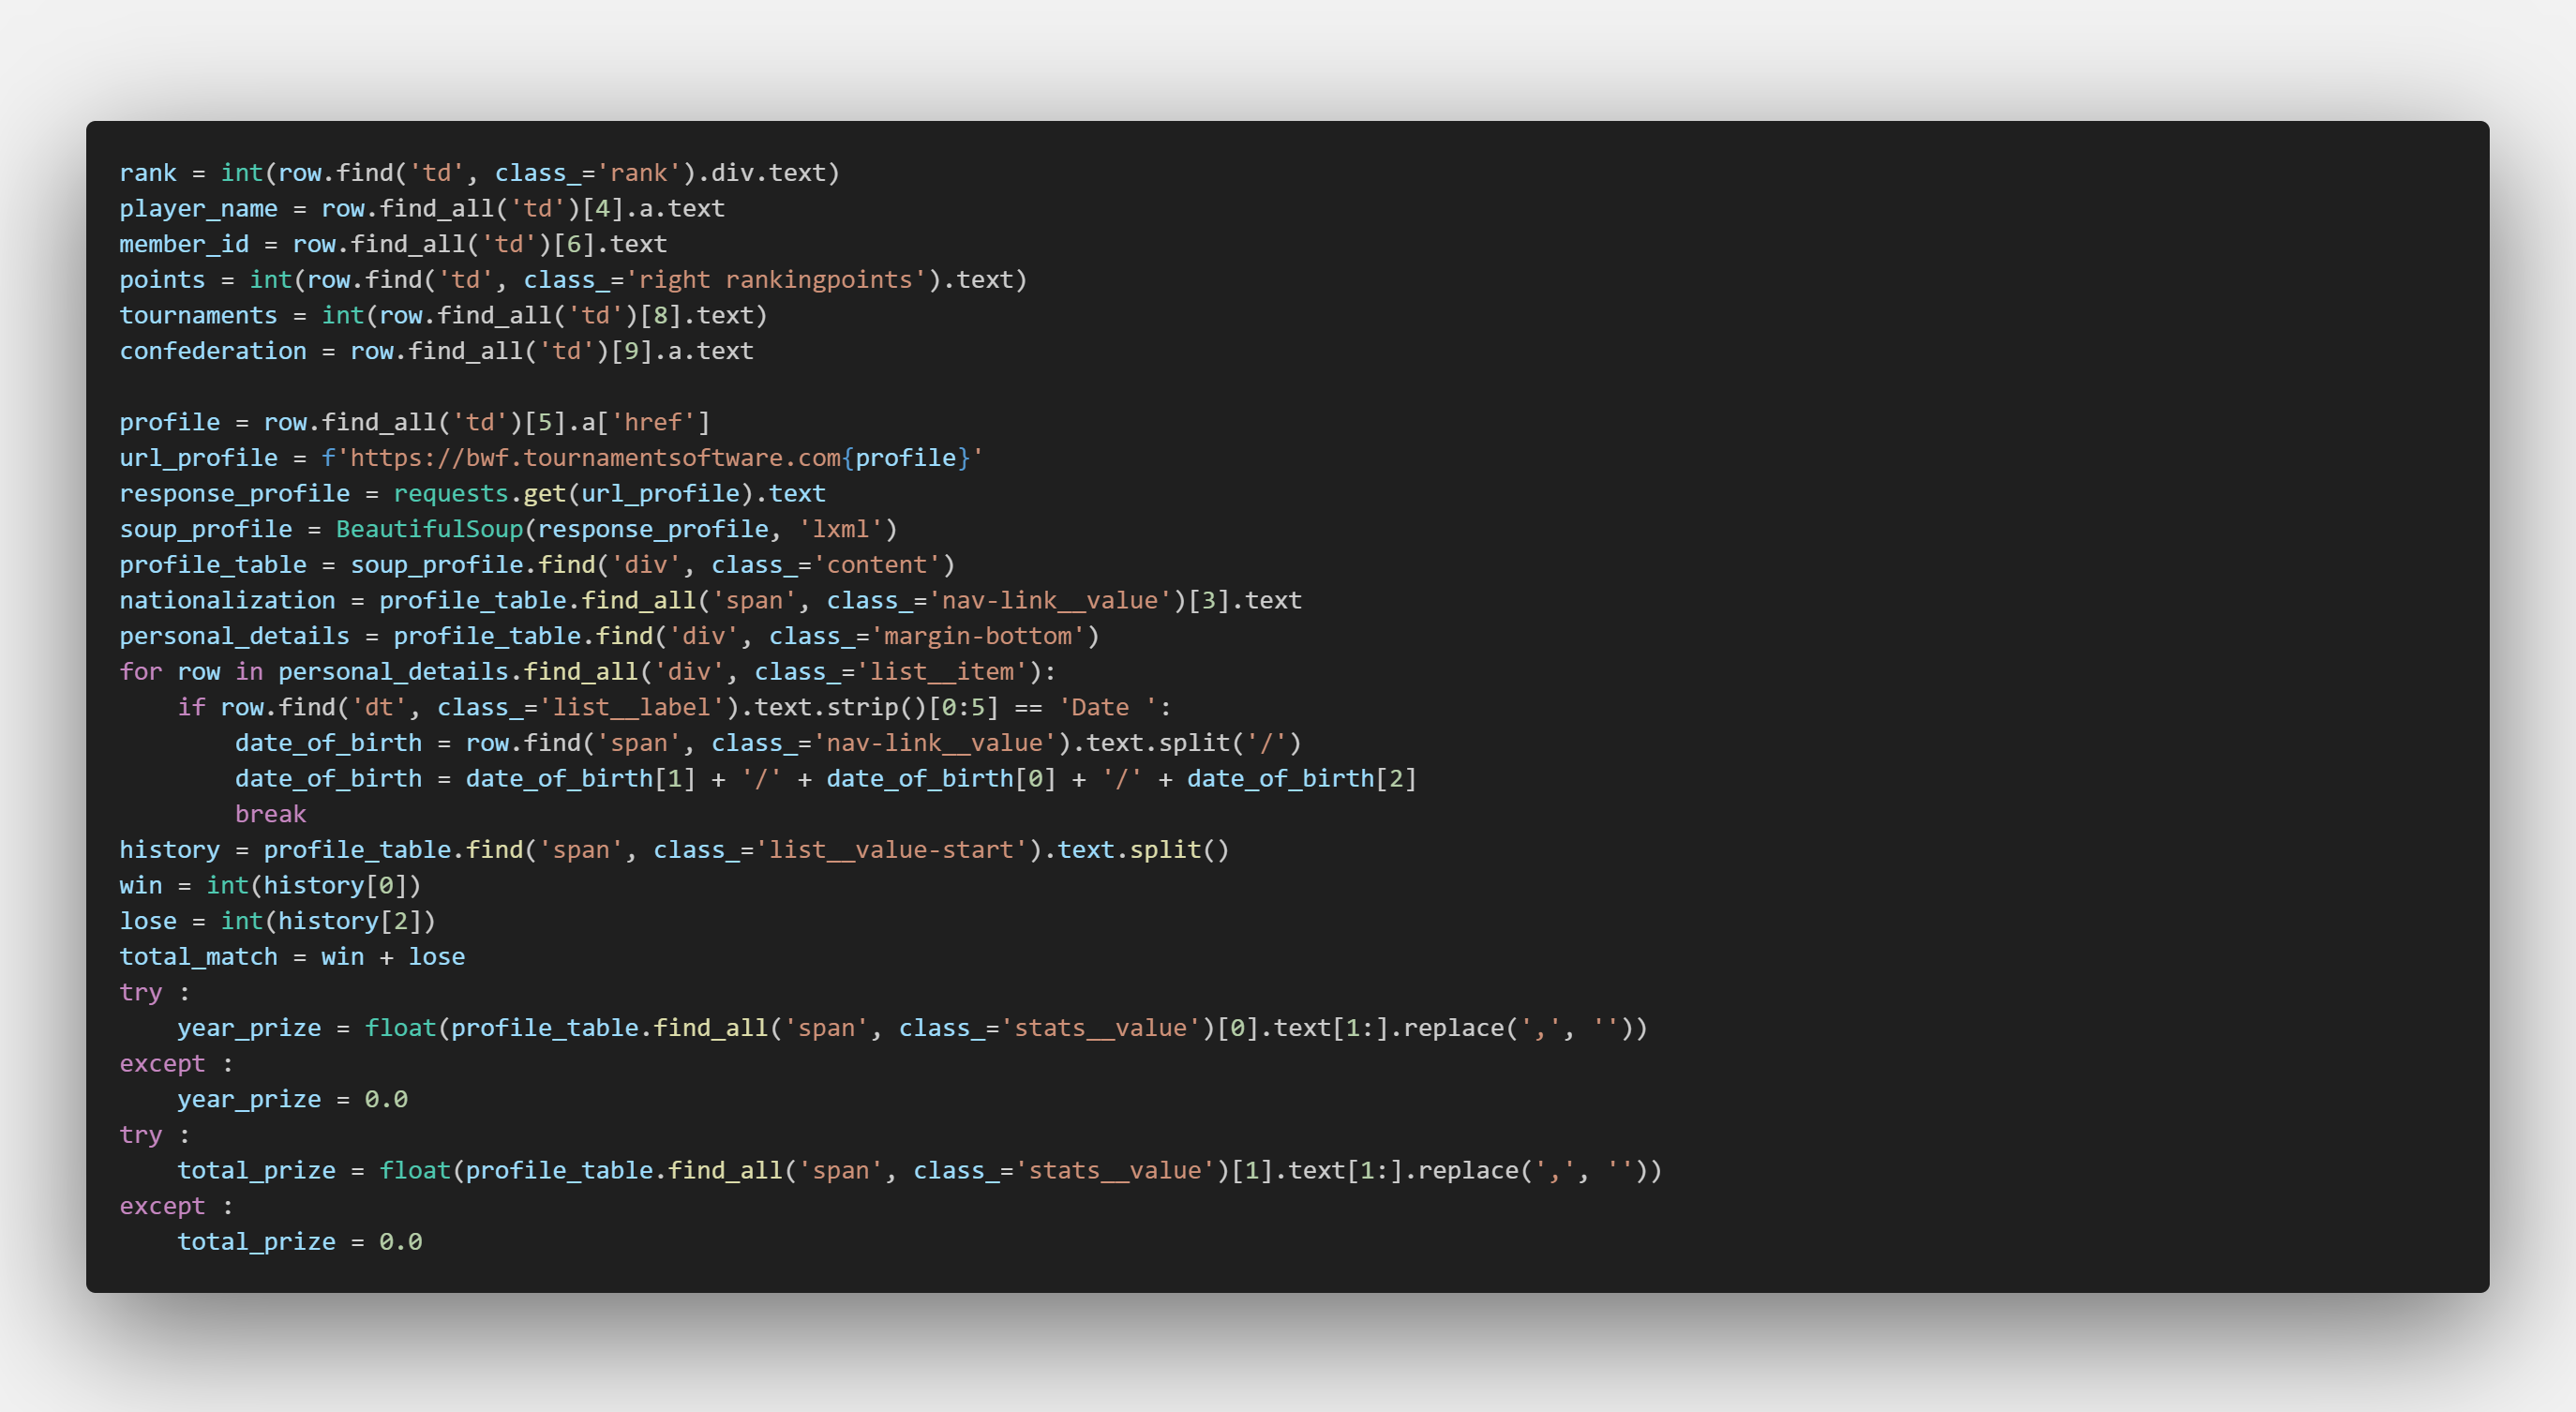 rank = int(row.find('td', class_='rank').div.text)
player_name = row.find_all('td')[4].a.text
member_id = row.find_all('td')[6].text
points = int(row.find('td', class_='right rankingpoints').text)
tournaments = int(row.find_all('td')[8].text)
confederation = row.find_all('td')[9].a.text

profile = row.find_all('td')[5].a['href']
url_profile = f'https://bwf.tournamentsoftware.com{profile}'
response_profile = requests.get(url_profile).text
soup_profile = BeautifulSoup(response_profile, 'lxml')
profile_table = soup_profile.find('div', class_='content')
nationalization = profile_table.find_all('span', class_='nav-link__value')[3].text
personal_details = profile_table.find('div', class_='margin-bottom')
for row in personal_details.find_all('div', class_='list__item'):
    if row.find('dt', class_='list__label').text.strip()[0:5] == 'Date ':
        date_of_birth = row.find('span', class_='nav-link__value').text.split('/')
        date_of_birth = date_of_birth[1] + '/' + date_of_birth[0] + '/' + date_of_birth[2]
        break
history = profile_table.find('span', class_='list__value-start').text.split()
win = int(history[0])
lose = int(history[2])
total_match = win + lose
try :
    year_prize = float(profile_table.find_all('span', class_='stats__value')[0].text[1:].replace(',', ''))
except :
    year_prize = 0.0
try :
    total_prize = float(profile_table.find_all('span', class_='stats__value')[1].text[1:].replace(',', ''))
except :
    total_prize = 0.0